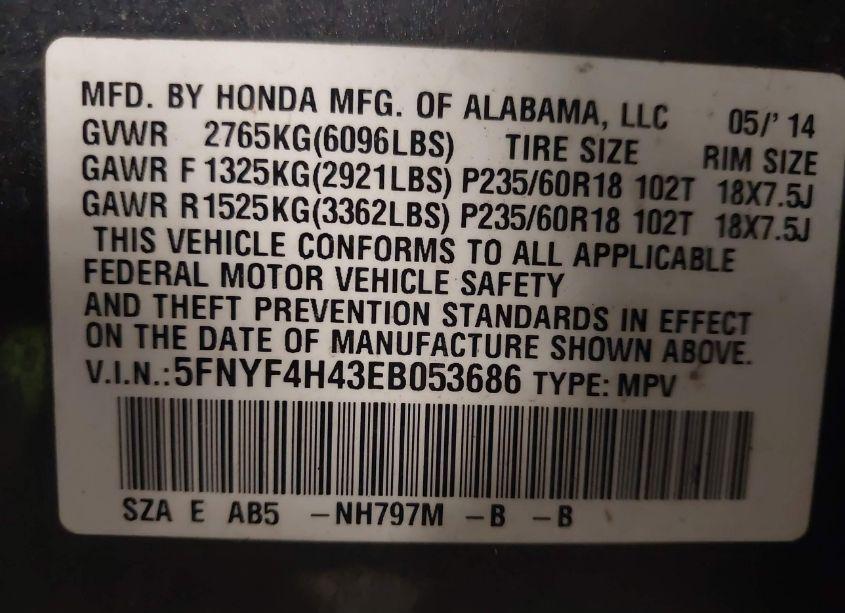 MFD. BY HONDA MFG. OF ALABAMA, LLC 05/' 14
GVWR 2765KG(6096LBS) TIRE SIZE RIM SIZE
GAWR F 1325KG(2921LBS) P235/60R18 102T 18X7.5J
GAWR R1525KG(3362LBS) P235/60R18 102T 18X7.5J
THIS VEHICLE CONFORMS TO ALL APPLICABLE
FEDERAL MOTOR VEHICLE SAFETY
AND THEFT PREVENTION STANDARDS IN EFFECT
ON THE DATE OF MANUFACTURE SHOWN ABOVE.
V.I.N.:5FNYF4H43EB053686 TYPE: MPV
SZA E AB5 -NH797M -B -B